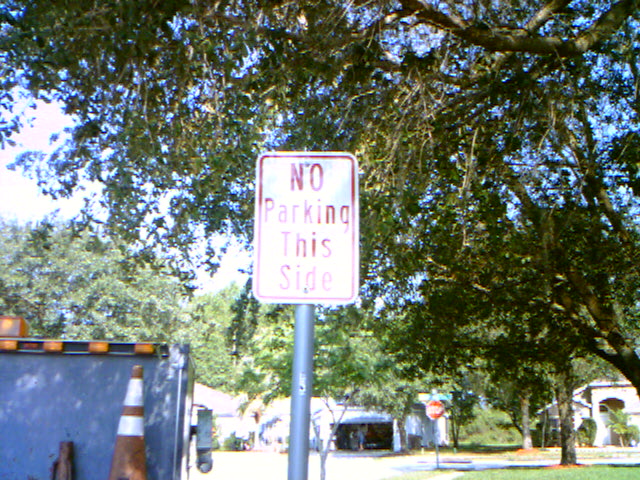 NO
Parking
This
Side